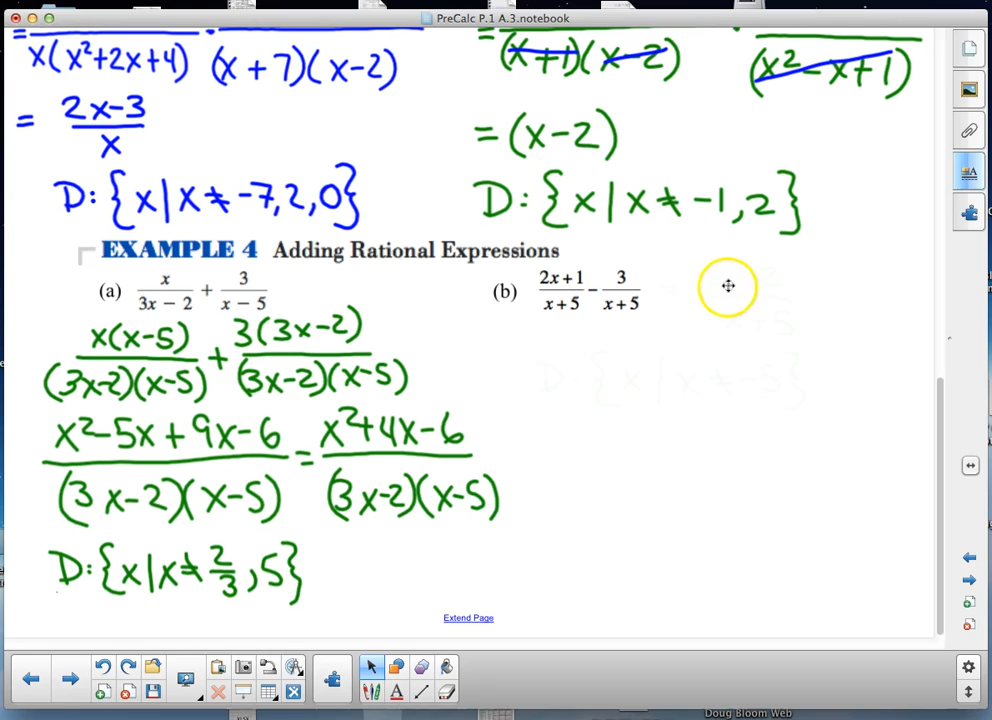 PreCalc P.1 A.3.notebook
= x(x²+2x+4) · (x+7)(x-2)
= 2x-3 / x
D: {x | x ≠ -7, 2, 0}
= (x+1)(x-2) · (x²-x+1)
= (x-2)
D: {x | x ≠ -1, 2}
EXAMPLE 4 Adding Rational Expressions
(a) x / 3x - 2 + 3 / x - 5
x(x-5) / (3x-2)(x-5) + 3(3x-2) / (3x-2)(x-5)
x²-5x+9x-6 / (3x-2)(x-5) = x²+4x-6 / (3x-2)(x-5)
D: {x | x ≠ 2/3, 5}
(b) 2x + 1 / x + 5 - 3 / x + 5
D {x | x ≠ -5}
Extend Page
Doug Bloom Web